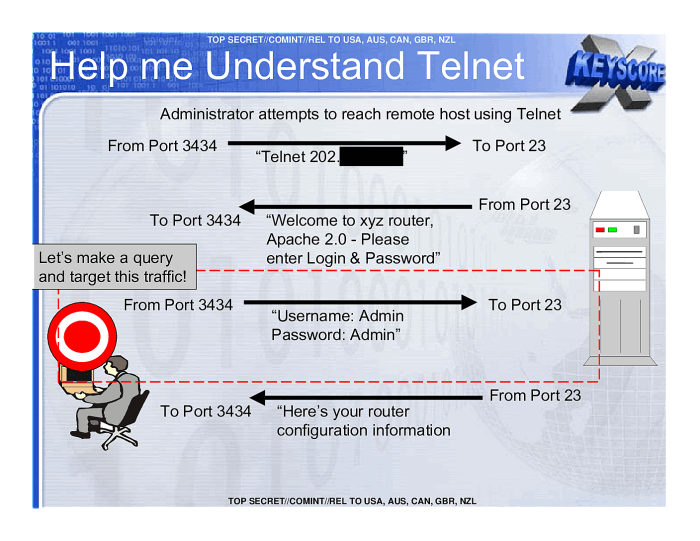 TOP SECRET//COMINT//REL TO USA, AUS, CAN, GBR, NZL
Help me Understand Telnet
X
KEYSCORE
Administrator attempts to reach remote host using Telnet
From Port 3434
To Port 23
“Telnet 202. ”
From Port 23
To Port 3434
“Welcome to xyz router,
Apache 2.0 - Please
enter Login & Password”
Let’s make a query
and target this traffic!
From Port 3434
To Port 23
“Username: Admin
Password: Admin”
From Port 23
To Port 3434
“Here’s your router
configuration information
TOP SECRET//COMINT//REL TO USA, AUS, CAN, GBR, NZL